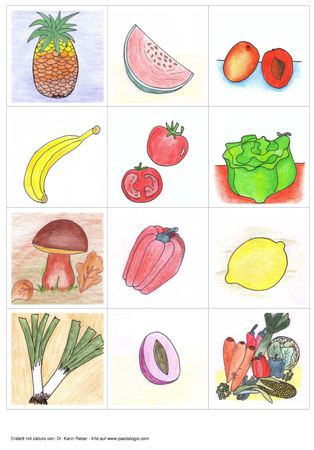 Erstellt mit zabulo von: Dr. Karin Reber - Info auf www.paedalogis.com